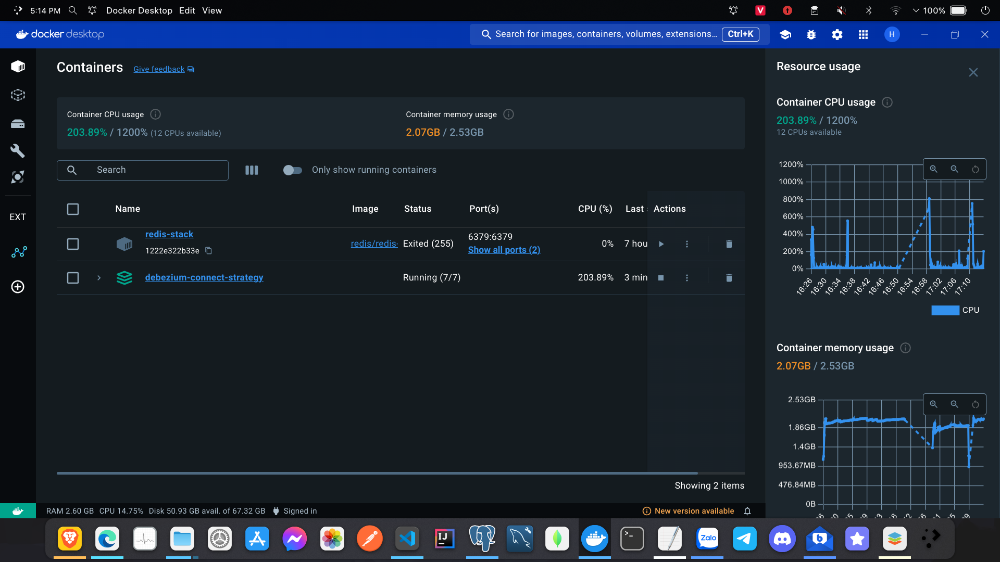 5:14 PM Docker Desktop Edit View 100%
docker desktop
Search for images, containers, volumes, extensions... Ctrl+K
H
Containers Give feedback
Container CPU usage
203.89% / 1200% (12 CPUs available)
Container memory usage
2.07GB / 2.53GB
Search
Only show running containers
Name Image Status Port(s) CPU (%) Last Actions
redis-stack
1222e322b33e
redis/redis- Exited (255)
6379:6379
Show all ports (2)
0% 7 hou
debezium-connect-strategy Running (7/7) 203.89% 3 min
Showing 2 items
EXT
Resource usage
Container CPU usage
203.89% / 1200%
12 CPUs available
1200%
1000%
800%
600%
400%
200%
0%
16:26 16:30 16:34 16:38 16:42 16:46 16:50 16:54 16:58 17:02 17:06 17:10
CPU
Container memory usage
2.07GB / 2.53GB
2.53GB
1.86GB
1.4GB
953.67MB
476.84MB
0B
RAM 2.60 GB CPU 14.75% Disk 50.93 GB avail. of 67.32 GB Signed in
New version available
IJ
Zalo